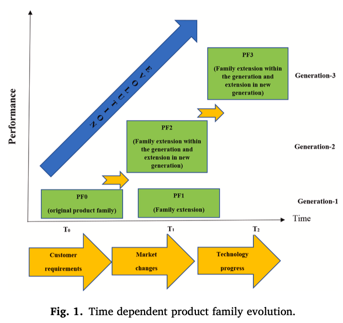 PF3
(Family extension within
the generation and
extension in new
generation)
Generation-3
EVOLUTION
Performance
PF2
(Family extension within
the generation and
extension in new
generation)
Generation-2
PF0
(original product family)
PF1
(Family extension)
Generation-1
Time
T₀
T₁
T₂
Customer
requirements
Market
changes
Technology
progress
Fig. 1. Time dependent product family evolution.